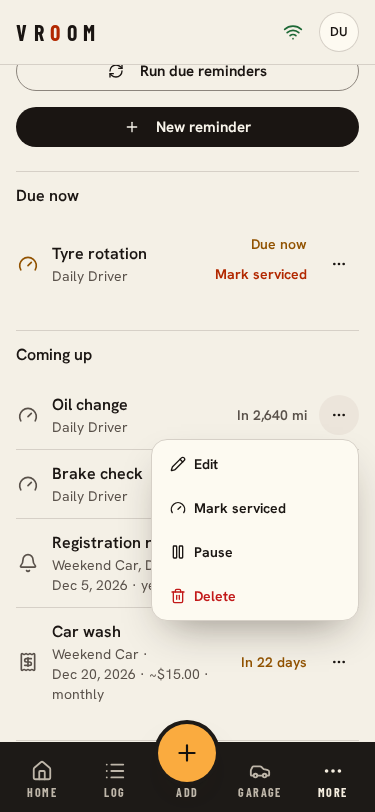 VROOM
DU
Run due reminders
New reminder
Due now
Tyre rotation
Daily Driver
Due now
Mark serviced
Coming up
Oil change
Daily Driver
In 2,640 mi
Brake check
Daily Driver
Edit
Mark serviced
Pause
Delete
Registration
Weekend Car,
Dec 5, 2026 ·
Car wash
Weekend Car ·
Dec 20, 2026 · ~$15.00 ·
monthly
In 22 days
HOME
LOG
ADD
GARAGE
MORE